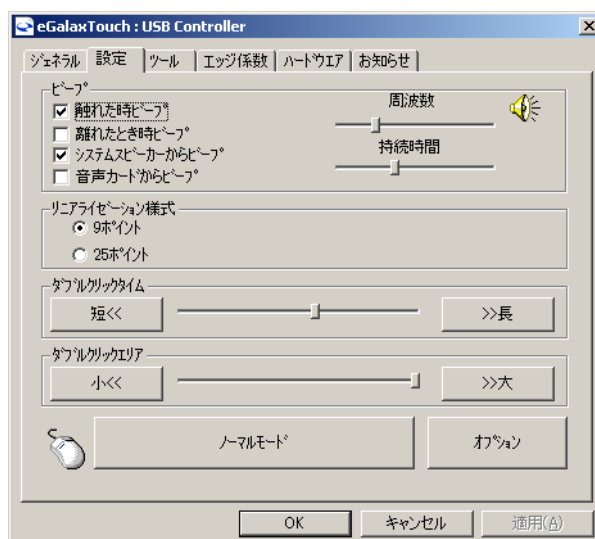 eGalaxTouch : USB Controller
ｼﾞｪﾈﾗﾙ 設定 ﾂｰﾙ ｴｯｼﾞ係数 ﾊｰﾄﾞｳｴｱ お知らせ
ﾋﾞｰﾌﾟ
触れた時ﾋﾞｰﾌﾟ
離れたとき時ﾋﾞｰﾌﾟ
ｼｽﾃﾑｽﾋﾟｰｶｰからﾋﾞｰﾌﾟ
音声ｶｰﾄﾞからﾋﾞｰﾌﾟ
周波数
持続時間
ﾘﾆｱﾗｲｾﾞｰｼｮﾝ様式
9ﾎﾟｲﾝﾄ
25ﾎﾟｲﾝﾄ
ﾀﾞﾌﾞﾙｸﾘｯｸﾀｲﾑ
短<< >>長
ﾀﾞﾌﾞﾙｸﾘｯｸｴﾘｱ
小<< >>大
ﾉｰﾏﾙﾓｰﾄﾞ ｵﾌﾟｼｮﾝ
OK ｷｬﾝｾﾙ 適用(A)